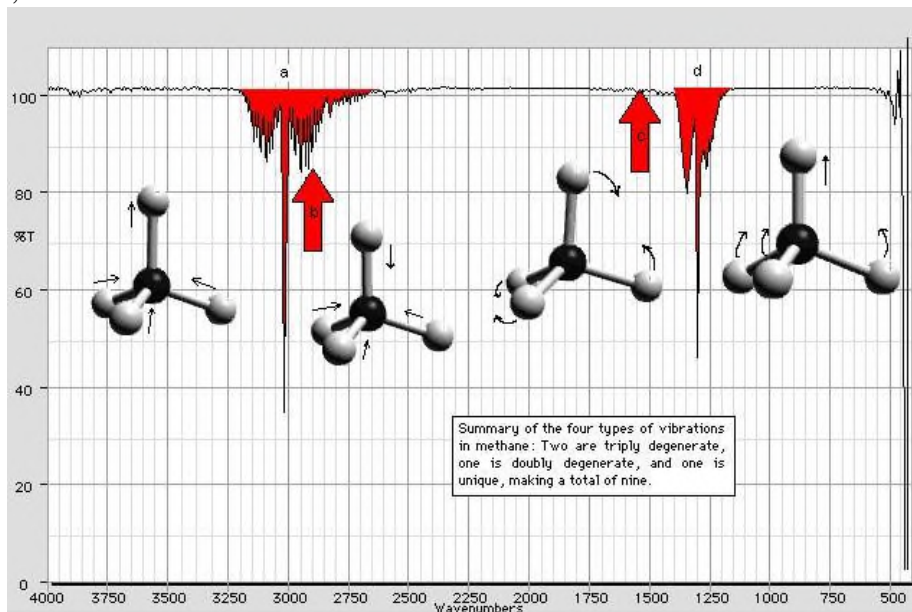 a
d
100
c
80
b
%T
60
40
Summary of the four types of vibrations
in methane: Two are triply degenerate,
one is doubly degenerate, and one is
unique, making a total of nine.
20
0
4000 3750 3500 3250 3000 2750 2500 2250 2000 1750 1500 1250 1000 750 500
Wavenumbers